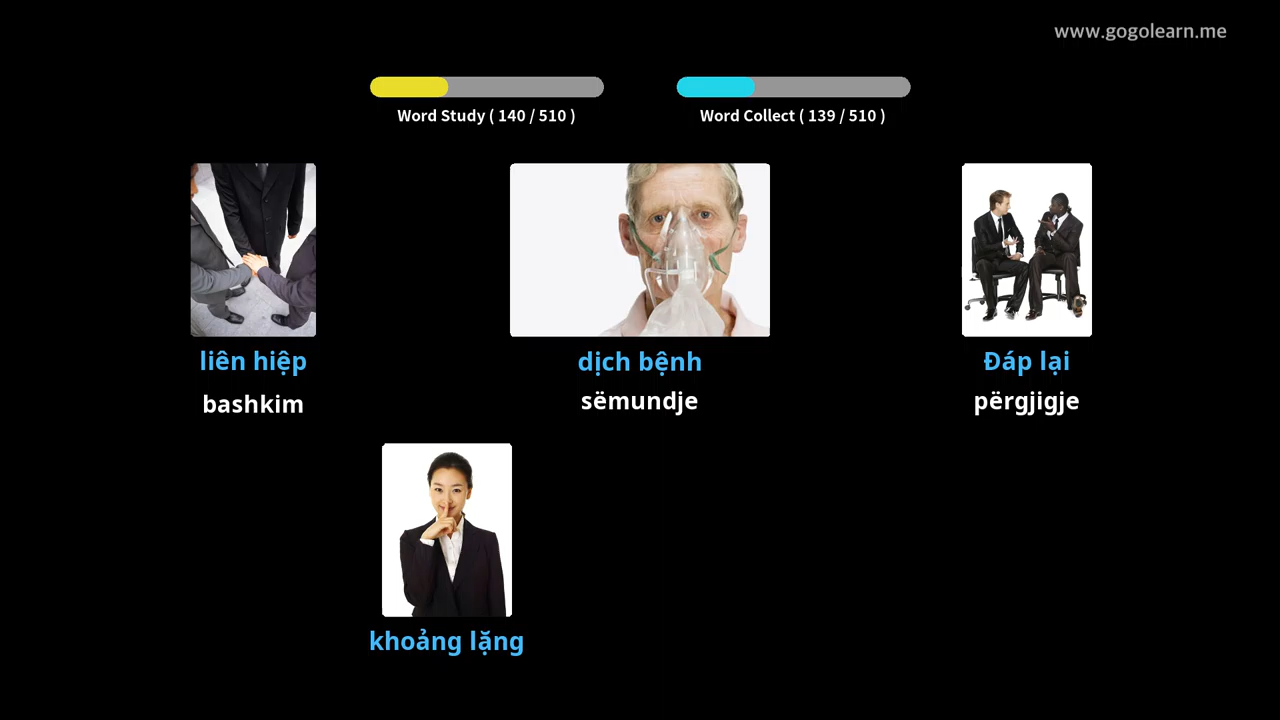 www.gogolearn.me
Word Study ( 140 / 510 )
Word Collect ( 139 / 510 )
liên hiệp
bashkim
dịch bệnh
sëmundje
Đáp lại
përgjigje
khoảng lặng